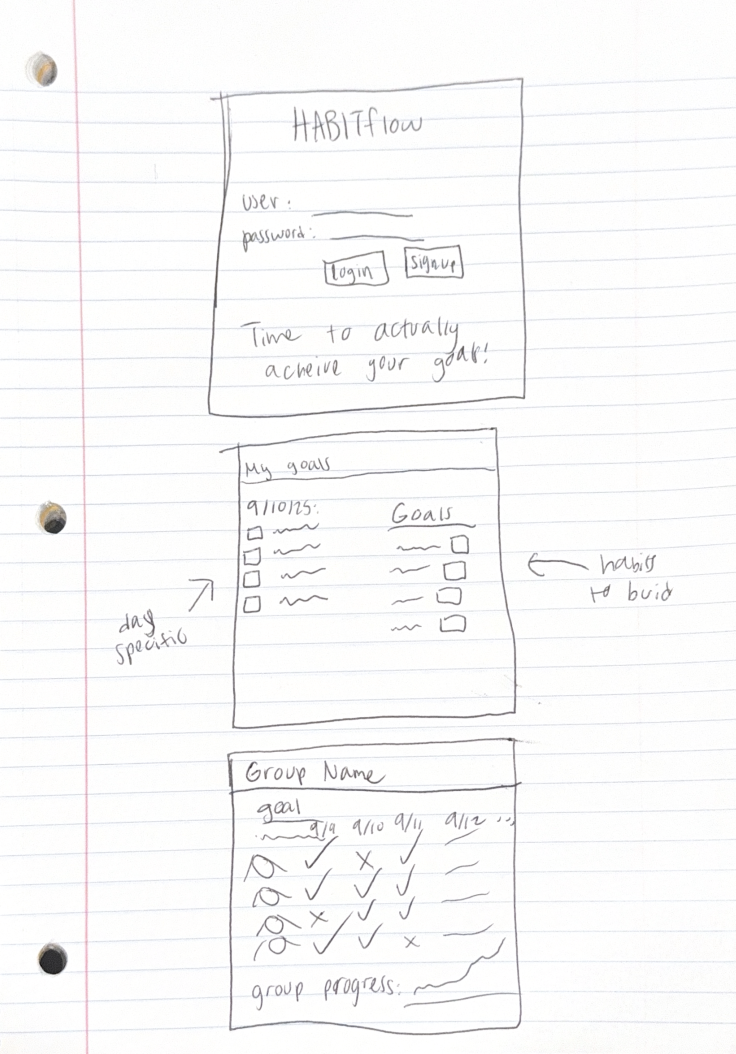 HABITflow
user:
password:
Login
Signup
Time to actually
acheive your goals!
My goals
9/10/25:
Goals
day
specific
habits
to buid
Group Name
goal
9/9 9/10 9/11 9/12 ...
group progress: